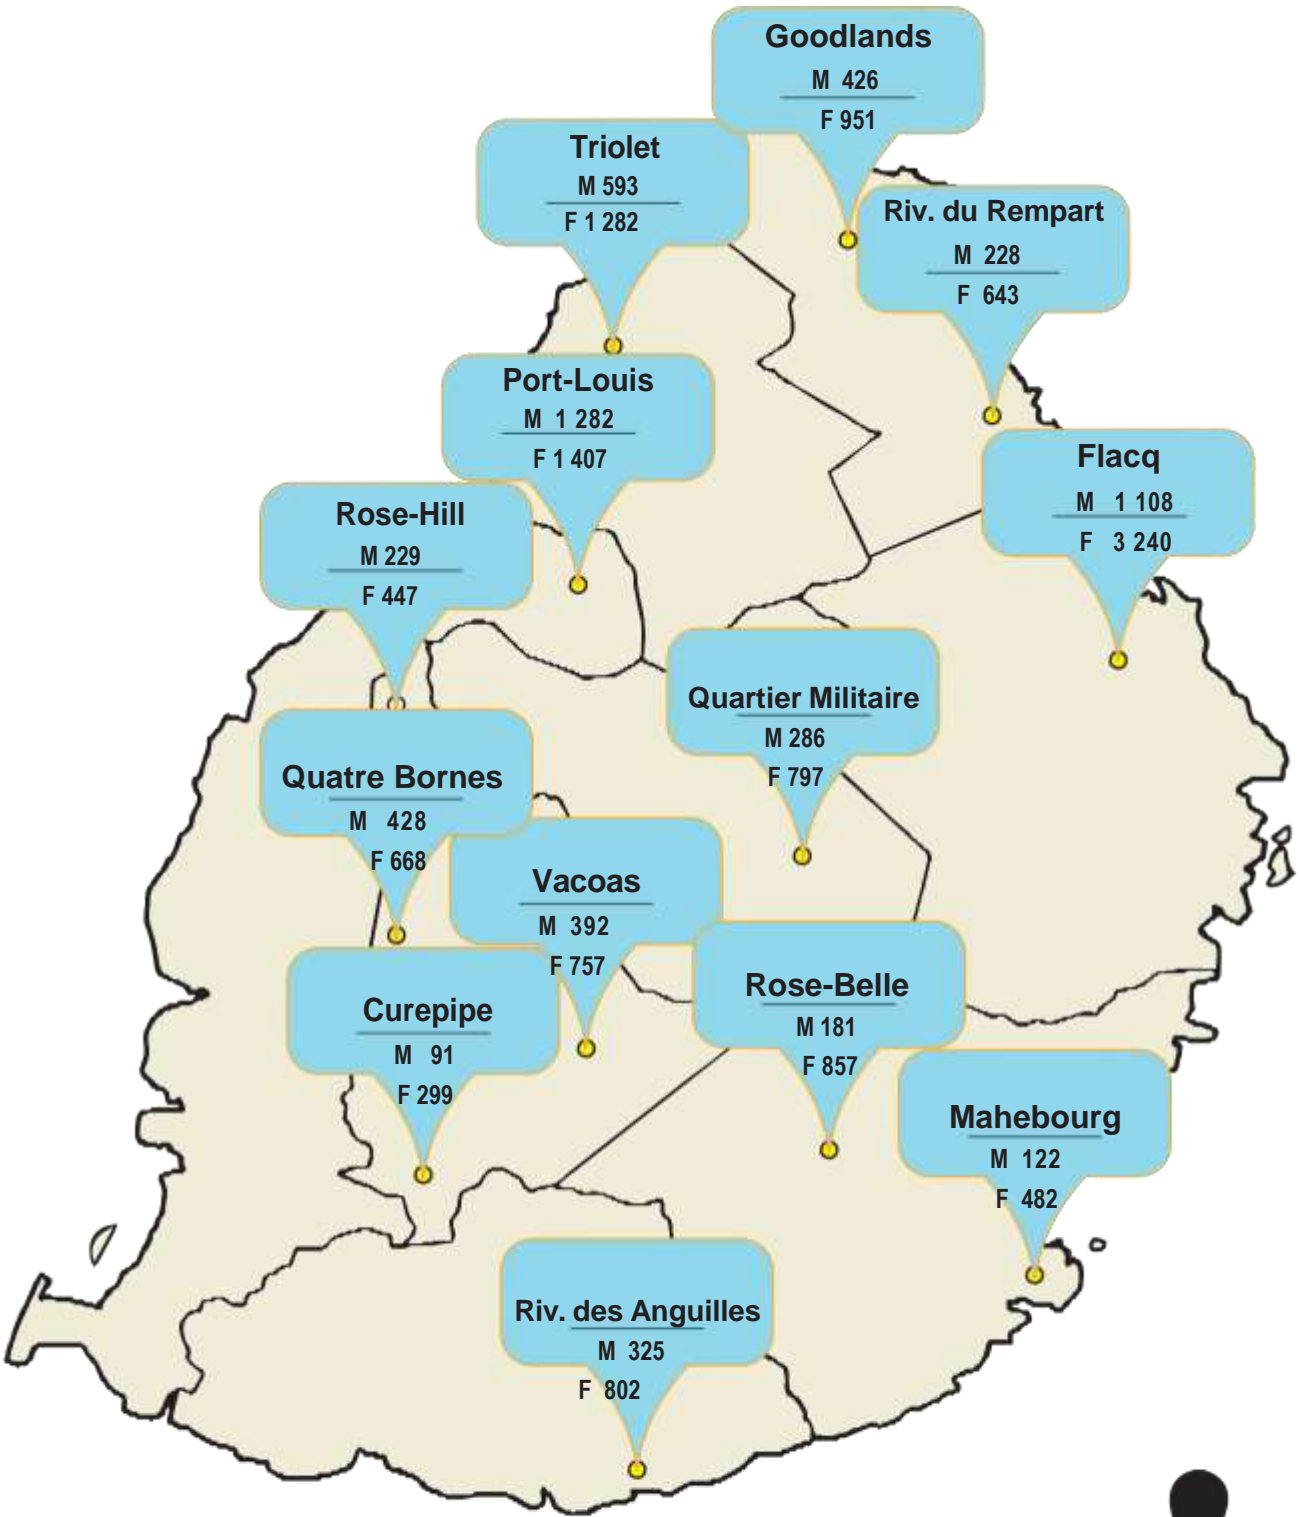 Goodlands
M 426
F 951
Triolet
M 593
F 1 282
Riv. du Rempart
M 228
F 643
Port-Louis
M 1 282
F 1 407
Flacq
M 1 108
F 3 240
Rose-Hill
M 229
F 447
Quartier Militaire
M 286
F 797
Quatre Bornes
M 428
F 668
Vacoas
M 392
F 757
Rose-Belle
M 181
F 857
Curepipe
M 91
F 299
Mahebourg
M 122
F 482
Riv. des Anguilles
M 325
F 802